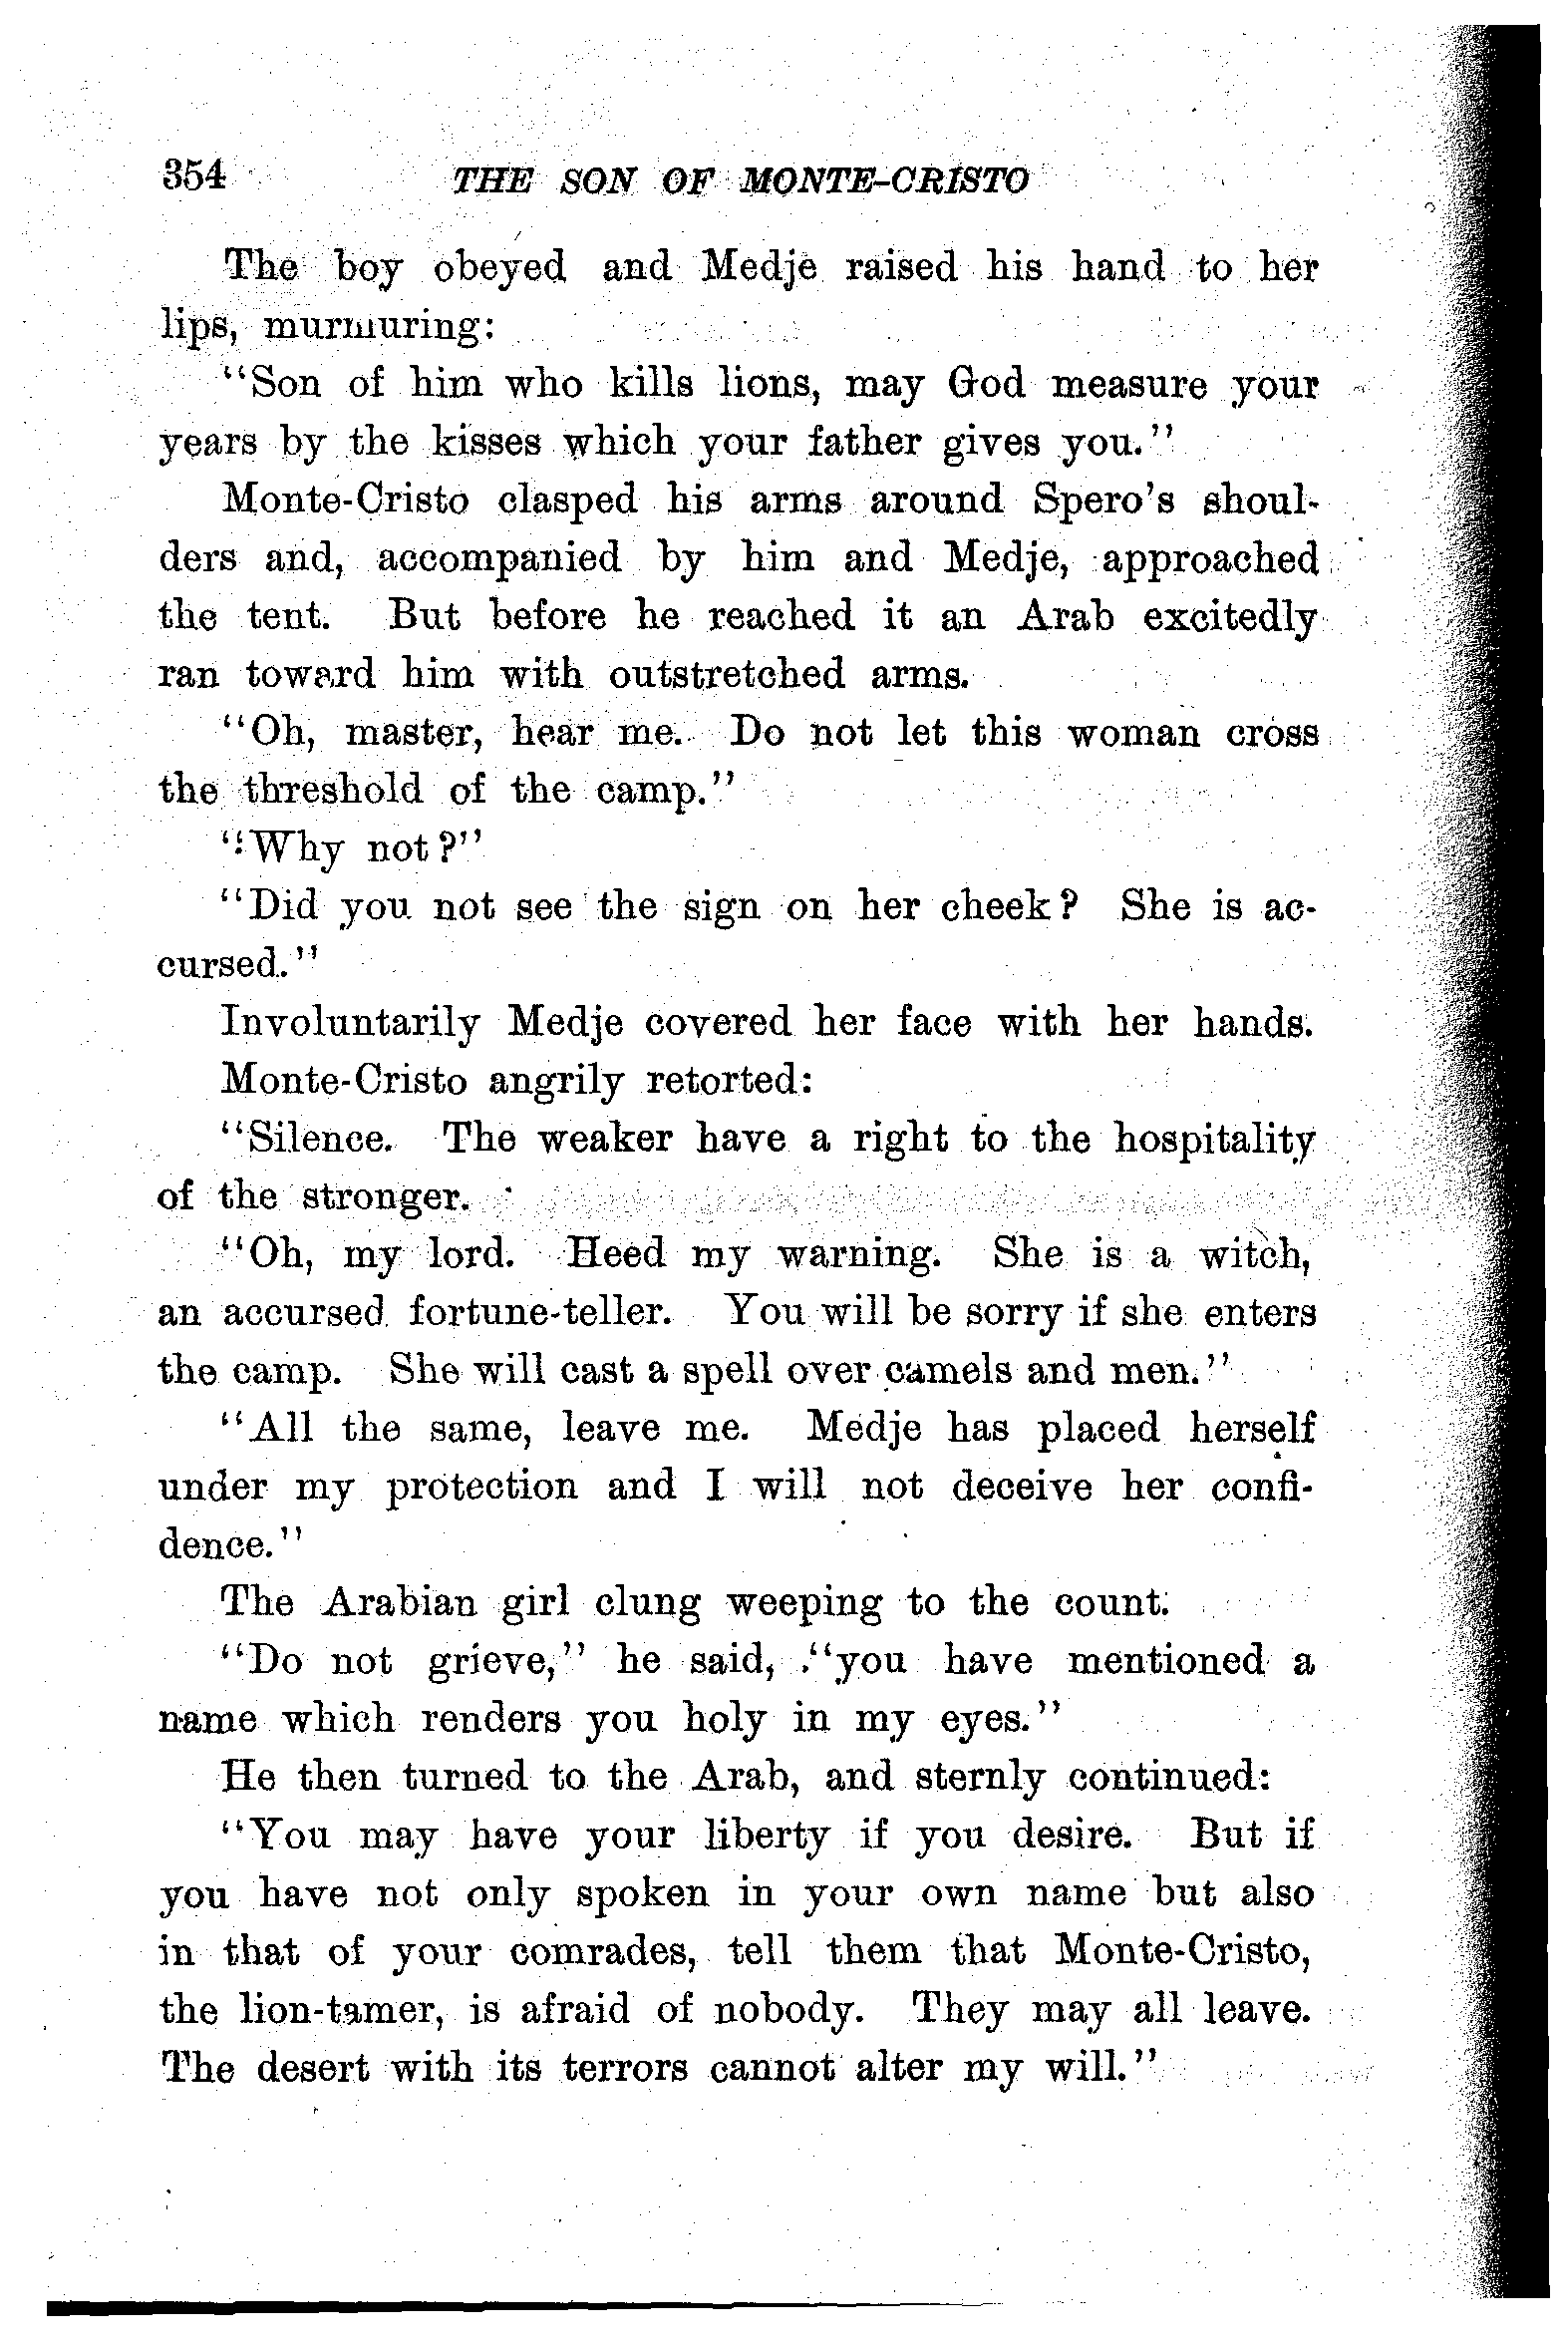 354 THE SON OF MONTE-CRISTO
The boy obeyed and Medje raised his hand to her
lips, murmuring:
"Son of him who kills lions, may God measure your
years by the kisses which your father gives you."
Monte-Cristo clasped his arms around Spero's shoul-
ders and, accompanied by him and Medje, approached
the tent. But before he reached it an Arab excitedly
ran toward him with outstretched arms.
"Oh, master, hear me. Do not let this woman cross
the threshold of the camp."
"Why not?"
"Did you not see the sign on her cheek? She is ac-
cursed."
Involuntarily Medje covered her face with her hands.
Monte-Cristo angrily retorted:
"Silence. The weaker have a right to the hospitality
of the stronger.
"Oh, my lord. Heed my warning. She is a witch,
an accursed fortune-teller. You will be sorry if she enters
the camp. She will cast a spell over camels and men."
"All the same, leave me. Medje has placed herself
under my protection and I will not deceive her confi-
dence."
The Arabian girl clung weeping to the count.
"Do not grieve," he said, "you have mentioned a
name which renders you holy in my eyes."
He then turned to the Arab, and sternly continued:
"You may have your liberty if you desire. But if
you have not only spoken in your own name but also
in that of your comrades, tell them that Monte-Cristo,
the lion-tamer, is afraid of nobody. They may all leave.
The desert with its terrors cannot alter my will."